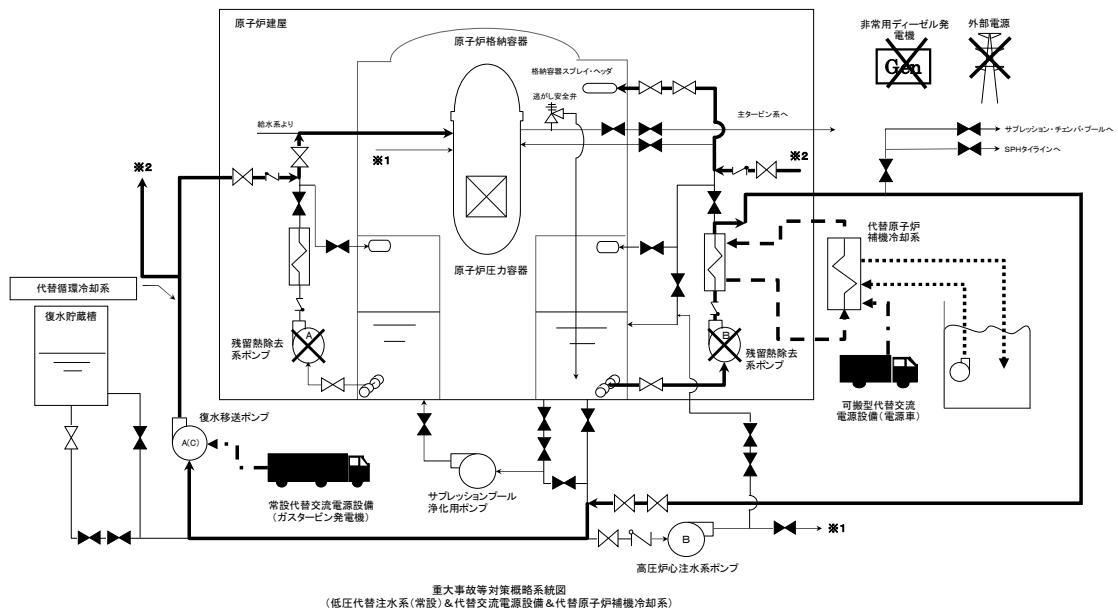 原子炉建屋
原子炉格納容器
非常用ディーゼル発
電機
外部電源
Gen
格納容器スプレイ・ヘッダ
逃がし安全弁
給水系より
主タービン系へ
サプレッション・チェンバ・プールへ
SPHタイラインへ
※1
※2
※2
代替原子炉
補機冷却系
原子炉圧力容器
代替循環冷却系
復水貯蔵槽
A
残留熱除去
系ポンプ
B
残留熱除去
系ポンプ
可搬型代替交流
電源設備(電源車)
復水移送ポンプ
A(C)
常設代替交流電源設備
(ガスタービン発電機)
サプレッションプール
浄化用ポンプ
B
※1
高圧炉心注水系ポンプ
重大事故等対策概略系統図
(低圧代替注水系(常設)&代替交流電源設備&代替原子炉補機冷却系)